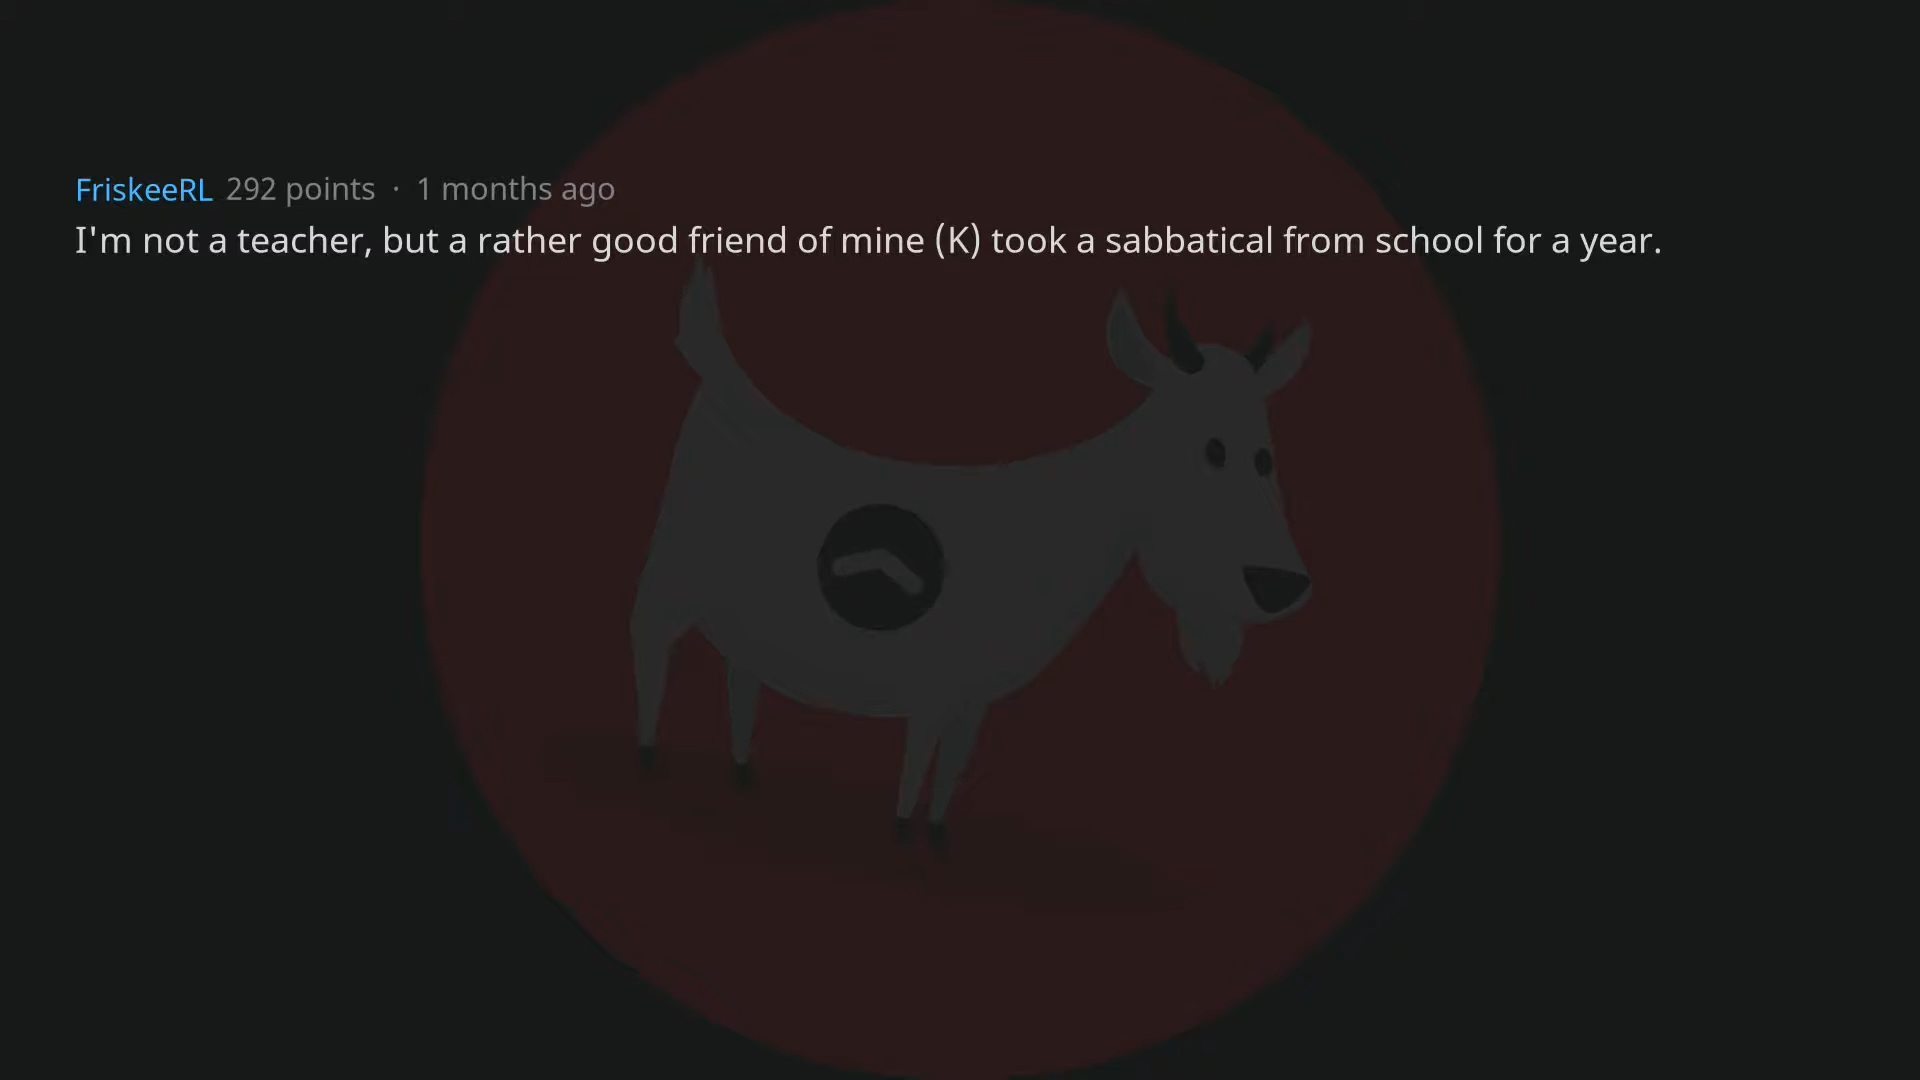 FriskeeRL 292 points · 1 months ago
I'm not a teacher, but a rather good friend of mine (K) took a sabbatical from school for a year.